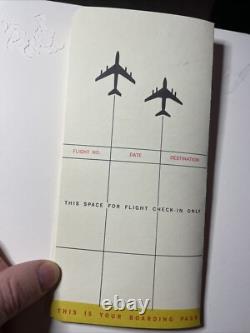 FLIGHT NO. DATE DESTINATION
THIS SPACE FOR FLIGHT CHECK-IN ONLY
THIS IS YOUR BOARDING PASS